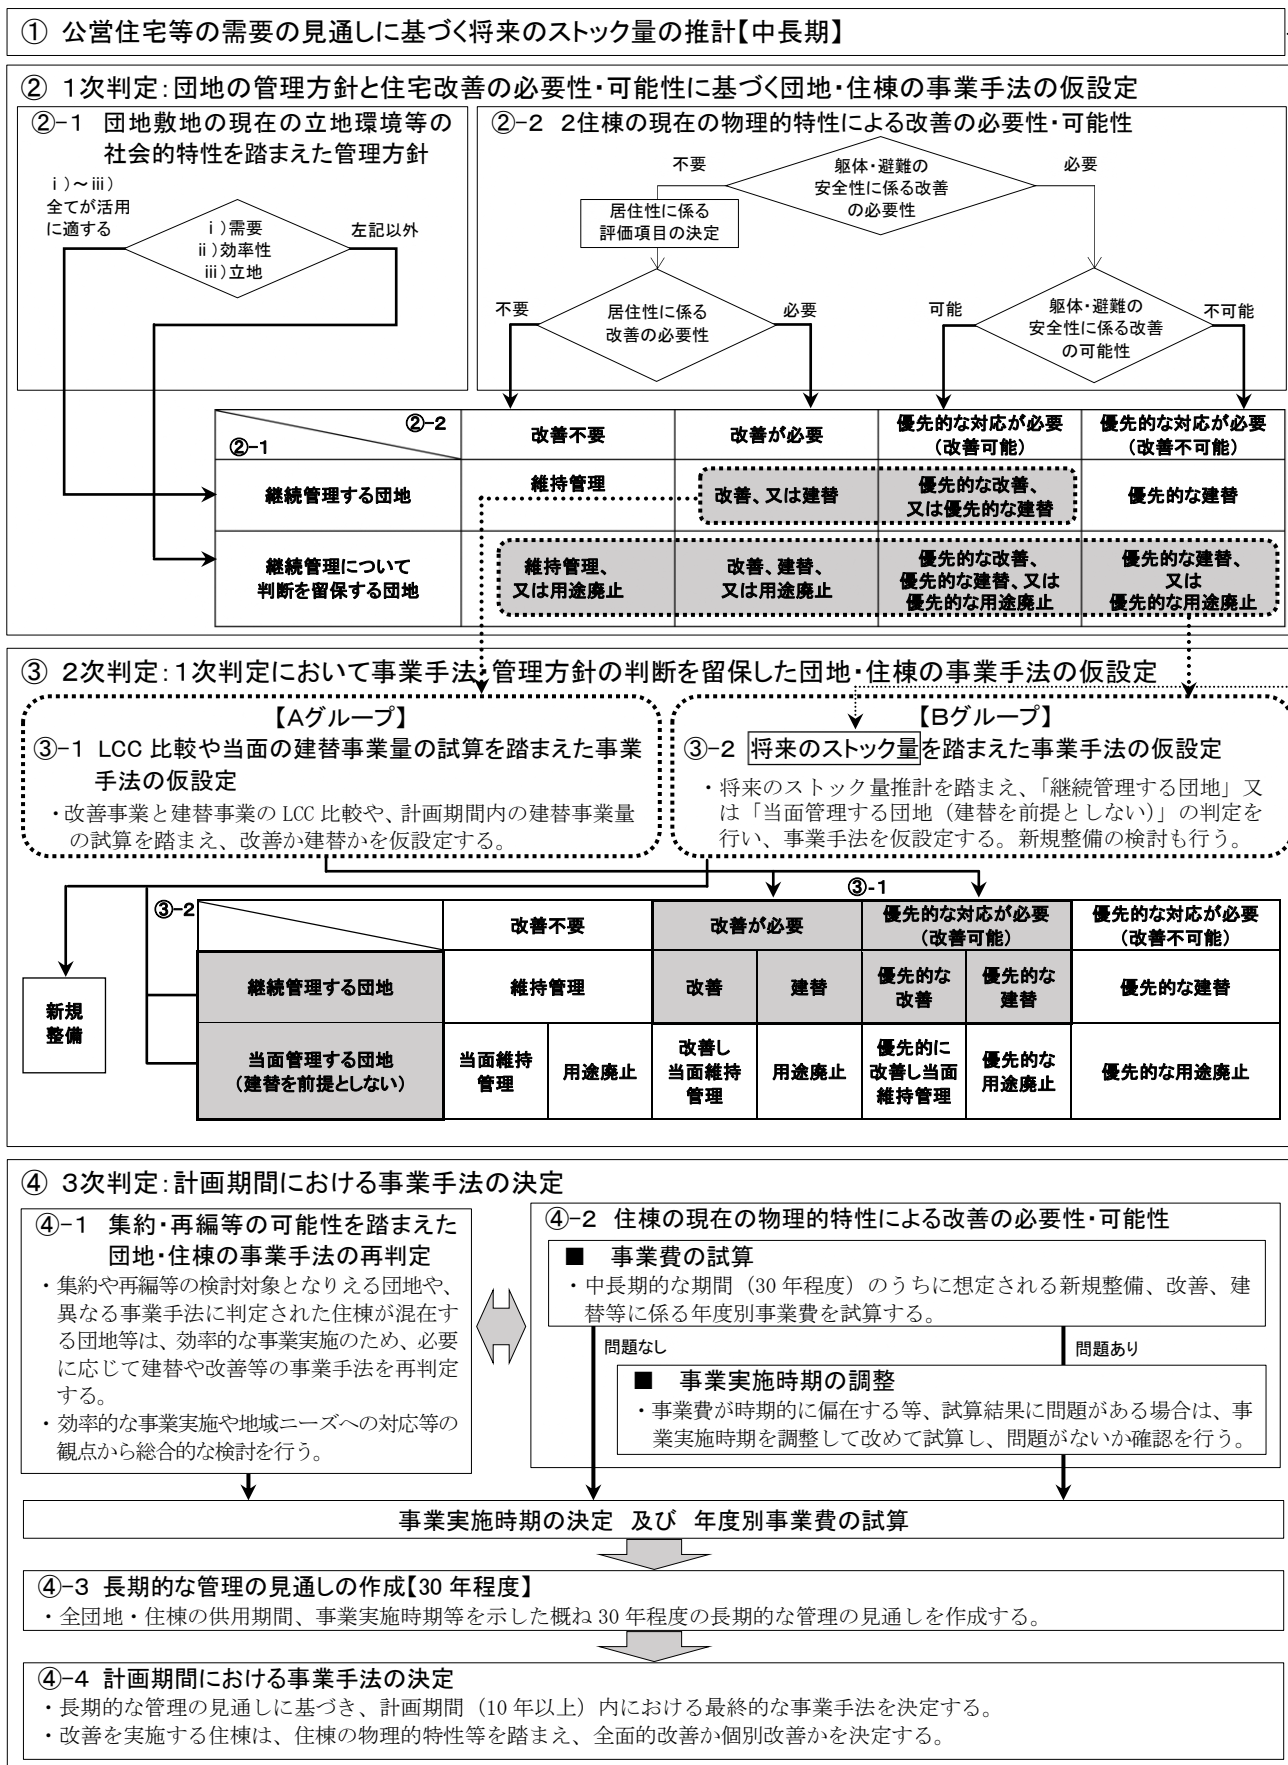 ① 公営住宅等の需要の見通しに基づく将来のストック量の推計【中長期】
② 1次判定：団地の管理方針と住宅改善の必要性・可能性に基づく団地・住棟の事業手法の仮設定
②-1 団地敷地の現在の立地環境等の
社会的特性を踏まえた管理方針
ⅰ）～ⅲ）
全てが活用
に適する
ⅰ）需要
ⅱ）効率性
ⅲ）立地
左記以外
②-2 2住棟の現在の物理的特性による改善の必要性・可能性
不要
躯体・避難の
安全性に係る改善
の必要性
必要
居住性に係る
評価項目の決定
不要
居住性に係る
改善の必要性
必要
可能
躯体・避難の
安全性に係る改善
の可能性
不可能
②-2
②-1
改善不要
改善が必要
優先的な対応が必要
（改善可能）
優先的な対応が必要
（改善不可能）
継続管理する団地
維持管理
改善、又は建替
優先的な改善、
又は優先的な建替
優先的な建替
継続管理について
判断を留保する団地
維持管理、
又は用途廃止
改善、建替、
又は用途廃止
優先的な改善、
優先的な建替、又は
優先的な用途廃止
優先的な建替、
又は
優先的な用途廃止
③ 2次判定：1次判定において事業手法・管理方針の判断を留保した団地・住棟の事業手法の仮設定
【Aグループ】
③-1 LCC 比較や当面の建替事業量の試算を踏まえた事業
手法の仮設定
・改善事業と建替事業の LCC 比較や、計画期間内の建替事業量
の試算を踏まえ、改善か建替かを仮設定する。
【Bグループ】
③-2 将来のストック量を踏まえた事業手法の仮設定
・将来のストック量推計を踏まえ、「継続管理する団地」又
は「当面管理する団地（建替を前提としない）」の判定を
行い、事業手法を仮設定する。新規整備の検討も行う。
③-1
③-2
改善不要
改善が必要
優先的な対応が必要
（改善可能）
優先的な対応が必要
（改善不可能）
新規
整備
継続管理する団地
維持管理
改善
建替
優先的な
改善
優先的な
建替
優先的な建替
当面管理する団地
（建替を前提としない）
当面維持
管理
用途廃止
改善し
当面維持
管理
用途廃止
優先的に
改善し当面
維持管理
優先的な
用途廃止
優先的な用途廃止
④ 3次判定：計画期間における事業手法の決定
④-1 集約・再編等の可能性を踏まえた
団地・住棟の事業手法の再判定
・集約や再編等の検討対象となりえる団地や、
異なる事業手法に判定された住棟が混在す
る団地等は、効率的な事業実施のため、必要
に応じて建替や改善等の事業手法を再判定
する。
・効率的な事業実施や地域ニーズへの対応等の
観点から総合的な検討を行う。
④-2 住棟の現在の物理的特性による改善の必要性・可能性
■ 事業費の試算
・中長期的な期間（30 年程度）のうちに想定される新規整備、改善、建
替等に係る年度別事業費を試算する。
問題なし
問題あり
■ 事業実施時期の調整
・事業費が時期的に偏在する等、試算結果に問題がある場合は、事
業実施時期を調整して改めて試算し、問題がないか確認を行う。
事業実施時期の決定 及び 年度別事業費の試算
④-3 長期的な管理の見通しの作成【30 年程度】
・全団地・住棟の供用期間、事業実施時期等を示した概ね 30 年程度の長期的な管理の見通しを作成する。
④-4 計画期間における事業手法の決定
・長期的な管理の見通しに基づき、計画期間（10 年以上）内における最終的な事業手法を決定する。
・改善を実施する住棟は、住棟の物理的特性等を踏まえ、全面的改善か個別改善かを決定する。